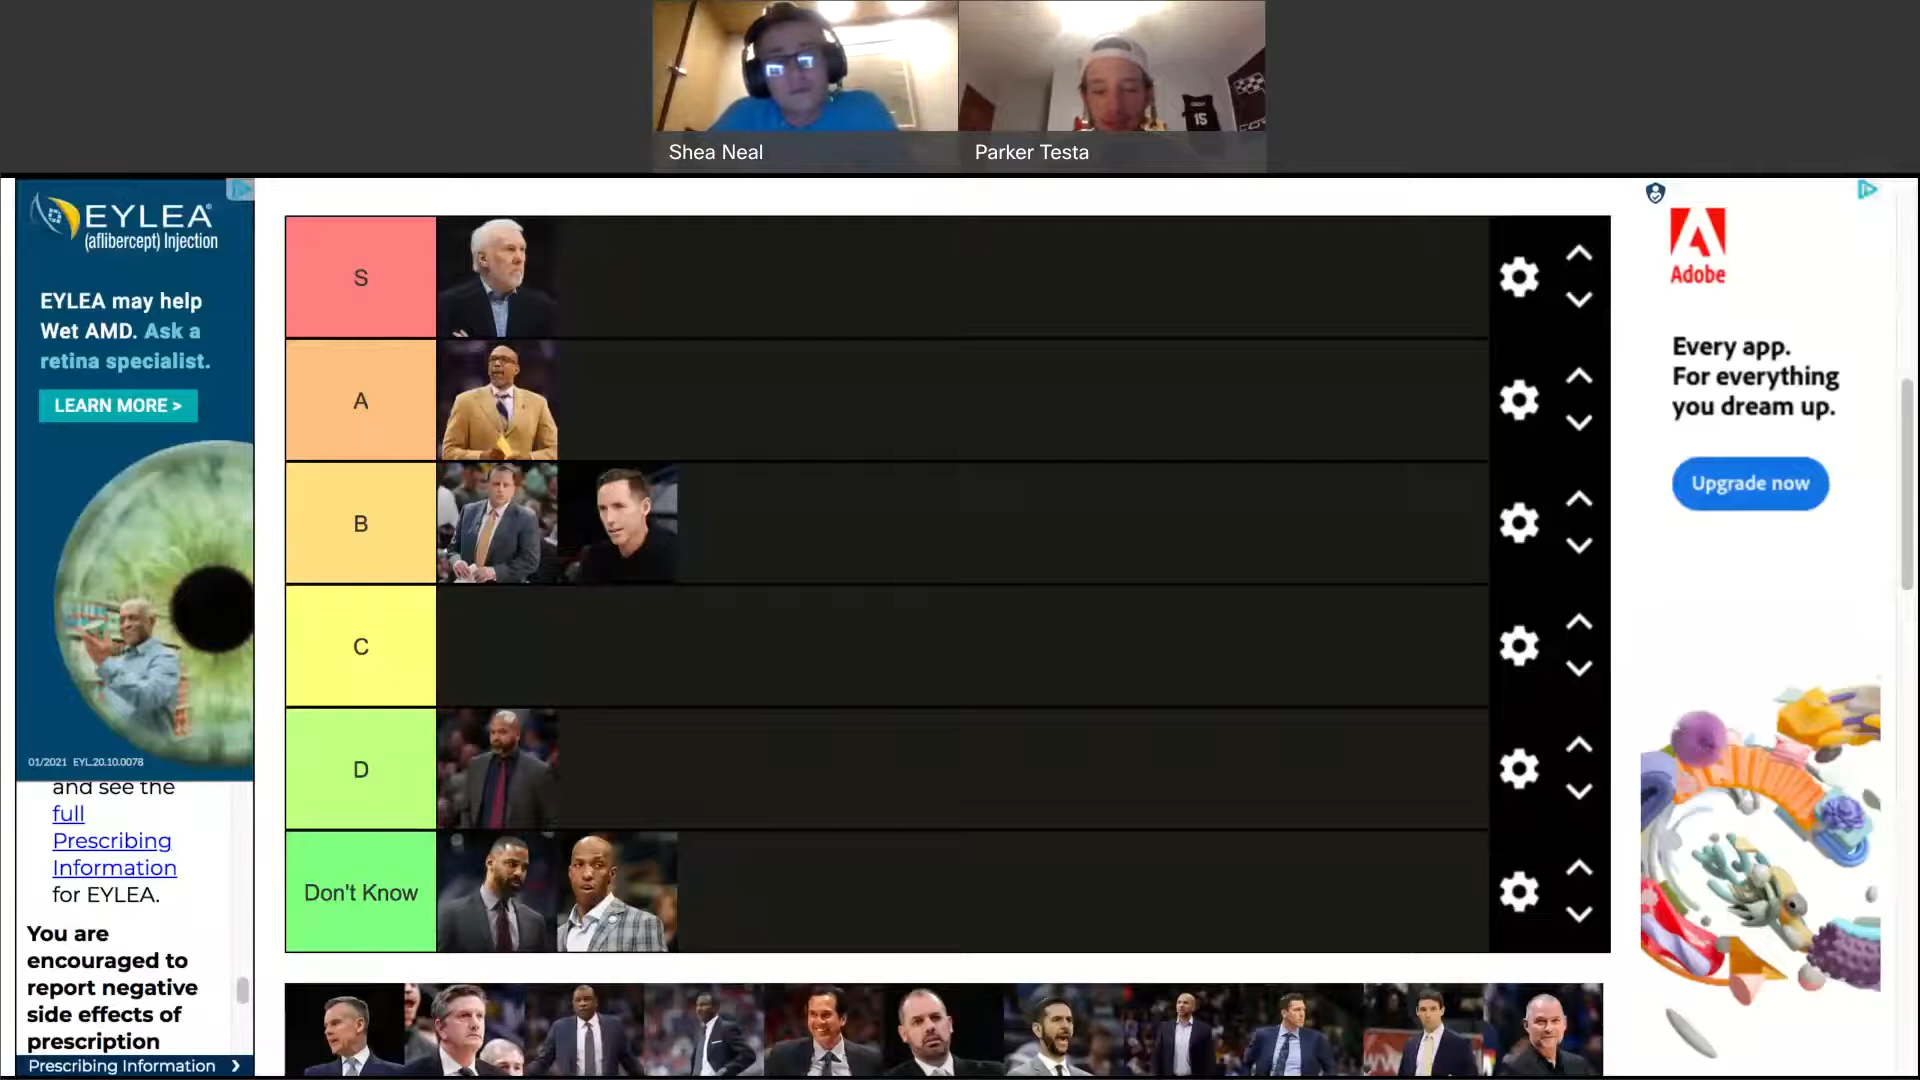 Shea Neal
Parker Testa
15
EYLEA®
(aflibercept) Injection
EYLEA may help
Wet AMD. Ask a
retina specialist.
LEARN MORE >
01/2021 EYL.20.10.0078
and see the
full
Prescribing
Information
for EYLEA.
You are
encouraged to
report negative
side effects of
prescription
Prescribing Information
S
A
B
C
D
Don't Know
Adobe
Every app.
For everything
you dream up.
Upgrade now